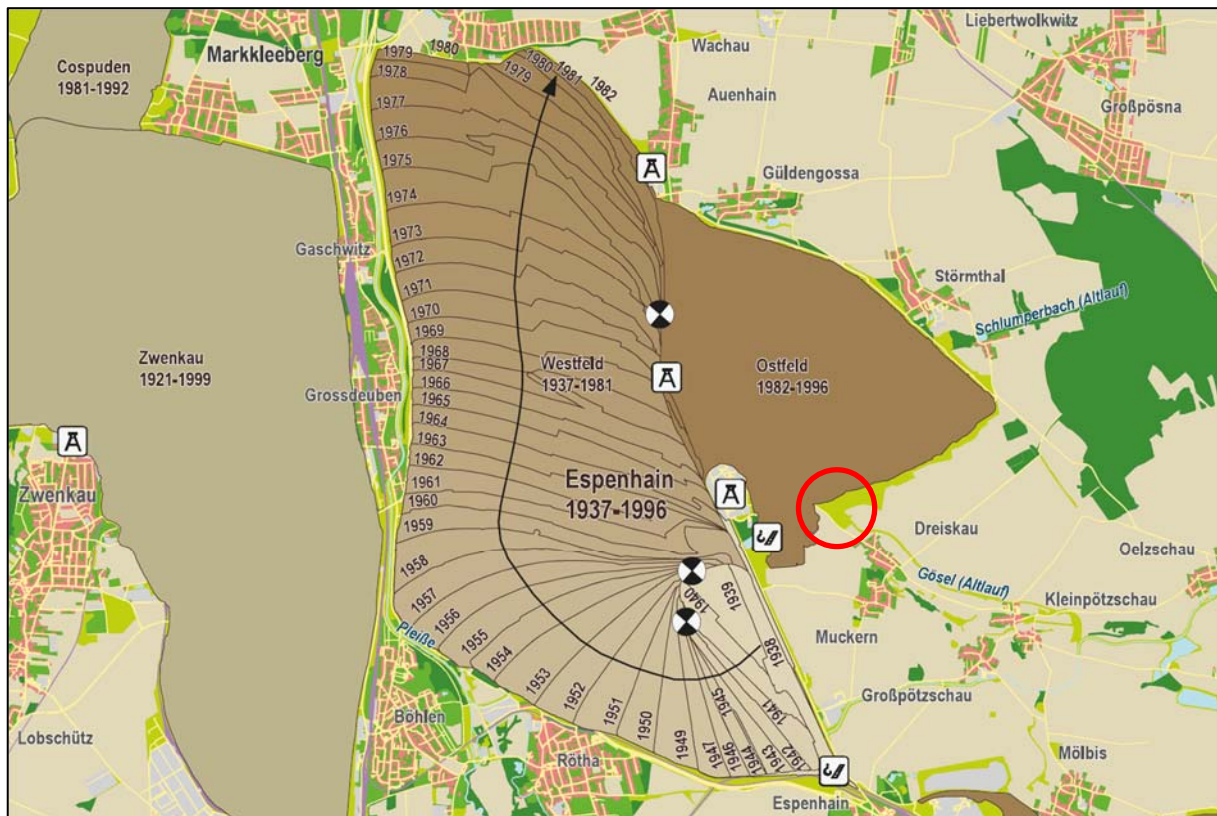 Liebertwolkwitz
Cospuden
1981-1992
Markkleeberg
1979
1980
1978
1979
1980
1981
1982
Wachau
Auenhain
Großpösna
1977
1976
1975
1974
1973
1972
1971
1970
1969
1968
1967
1966
1965
1964
1963
1962
1961
1960
1959
1958
1957
1956
1955
1954
1953
1952
1951
1950
1949
1947
1946
1945
1944
1943
1942
1941
1940
1939
1938
Güldengossa
Gaschwitz
Störmthal
Schlumperbach (Altlauf)
Zwenkau
1921-1999
Westfeld
1937-1981
Ostfeld
1982-1996
Grossdeuben
Espenhain
1937-1996
Zwenkau
Dreiskau
Oelzschau
Gösel (Altlauf)
Kleinpötzschau
Pleiße
Muckern
Großpötzschau
Böhlen
Lobschütz
Rötha
Mölbis
Espenhain